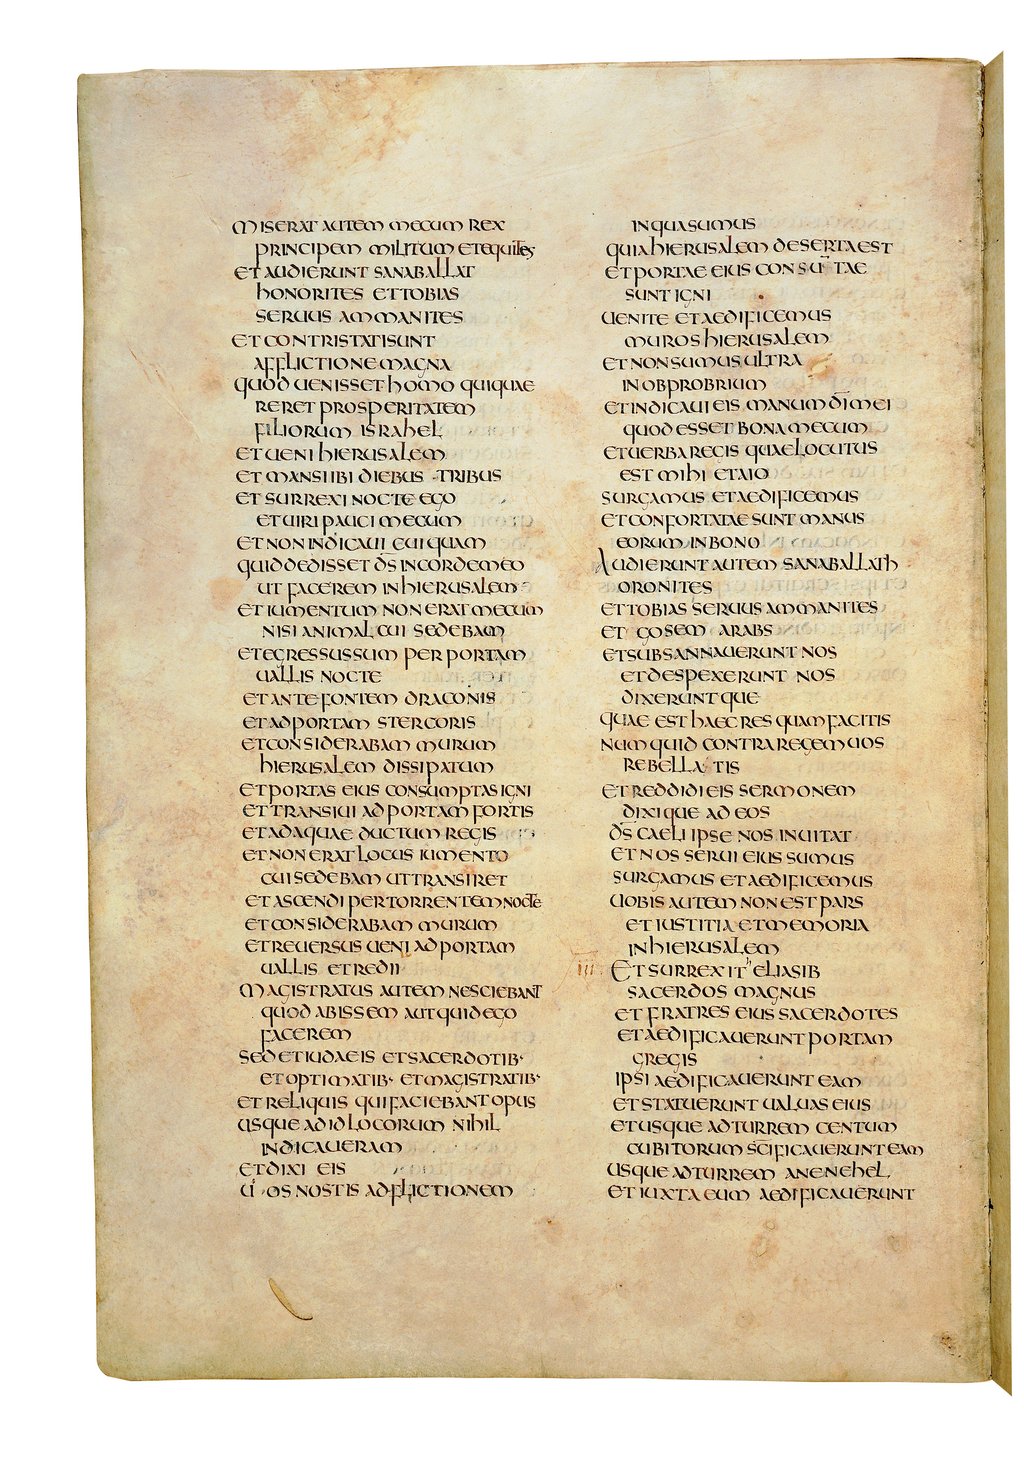 MISERAT AUTEM MECUM REX
PRINCIPEM MILITUM ET EQUITES
ET AUDIERUNT SANABALLAT
HONORITES ET TOBIAS
SERUUS AMMANITES
ET CONTRISTATI SUNT
AFFLICTIONE MAGNA
QUOD UENISSET HOMO QUI QUAE
RERET PROSPERITATEM
FILIORUM ISRAHEL
ET UENI HIERUSALEM
ET MANSI IBI DIEBUS TRIBUS
ET SURREXI NOCTE EGO
ET UIRI PAUCI MECUM
ET NON INDICAUI CUIQUAM
QUID DEDISSET D̅S̅ IN CORDE MEO
UT FACEREM IN HIERUSALEM
ET IUMENTUM NON ERAT MECUM
NISI ANIMAL CUI SEDEBAM
ET EGRESSUS SUM PER PORTAM
UALLIS NOCTE
ET ANTE FONTEM DRACONIS
ET AD PORTAM STERCORIS
ET CONSIDERABAM MURUM
HIERUSALEM DISSIPATUM
ET PORTAS EIUS CONSUMPTAS IGNI
ET TRANSIUI AD PORTAM FORTIS
ET AD AQUAE DUCTUM REGIS
ET NON ERAT LOCUS IUMENTO
CUI SEDEBAM UT TRANSIRET
ET ASCENDI PER TORRENTEM NOCTE
ET CONSIDERABAM MURUM
ET REUERSUS UENI AD PORTAM
UALLIS ET REDII
MAGISTRATUS AUTEM NESCIEBANT
QUOD ABISSEM AUT QUID EGO
FACEREM
SED ET IUDAEIS ET SACERDOTIB·
ET OPTIMATIB· ET MAGISTRATIB·
ET RELIQUIS QUI FACIEBANT OPUS
USQUE AD ID LOCORUM NIHIL
INDICAUERAM
ET DIXI EIS
UOS NOSTIS ADFLICTIONEM
IN QUA SUMUS
QUIA HIERUSALEM DESERTA EST
ET PORTAE EIUS CONSU̅TAE
SUNT IGNI
UENITE ET AEDIFICEMUS
MUROS HIERUSALEM
ET NON SUMUS ULTRA
IN OBPROBRIUM
ET INDICAUI EIS MANUM D̅I̅ MEI
QUOD ESSET BONA MECUM
ET UERBA REGIS QUAE LOCUTUS
EST MIHI ET AIO
SURGAMUS ET AEDIFICEMUS
ET CONFORTATAE SUNT MANUS
EORUM IN BONO
AUDIERUNT AUTEM SANABALLATH
ORONITES
ET TOBIAS SERUUS AMMANITES
ET GOSEM ARABS
ET SUBSANNAUERUNT NOS
ET DESPEXERUNT NOS
DIXERUNTQUE
QUAE EST HAEC RES QUAM FACITIS
NUMQUID CONTRA REGEM UOS
REBELLATIS
ET REDDIDI EIS SERMONEM
DIXIQUE AD EOS
D̅S̅ CAELI IPSE NOS INUITAT
ET NOS SERUI EIUS SUMUS
SURGAMUS ET AEDIFICEMUS
UOBIS AUTEM NON EST PARS
ET IUSTITIA ET MEMORIA
IN HIERUSALEM
III ET SURREXIT ELIASIB
SACERDOS MAGNUS
ET FRATRES EIUS SACERDOTES
ET AEDIFICAUERUNT PORTAM
GREGIS
IPSI AEDIFICAUERUNT EAM
ET STATUERUNT UALUAS EIUS
ET USQUE AD TURREM CENTUM
CUBITORUM SC̅IFICAUERUNT EAM
USQUE AD TURREM ANENEHEL
ET IUXTA EUM AEDIFICAUERUNT